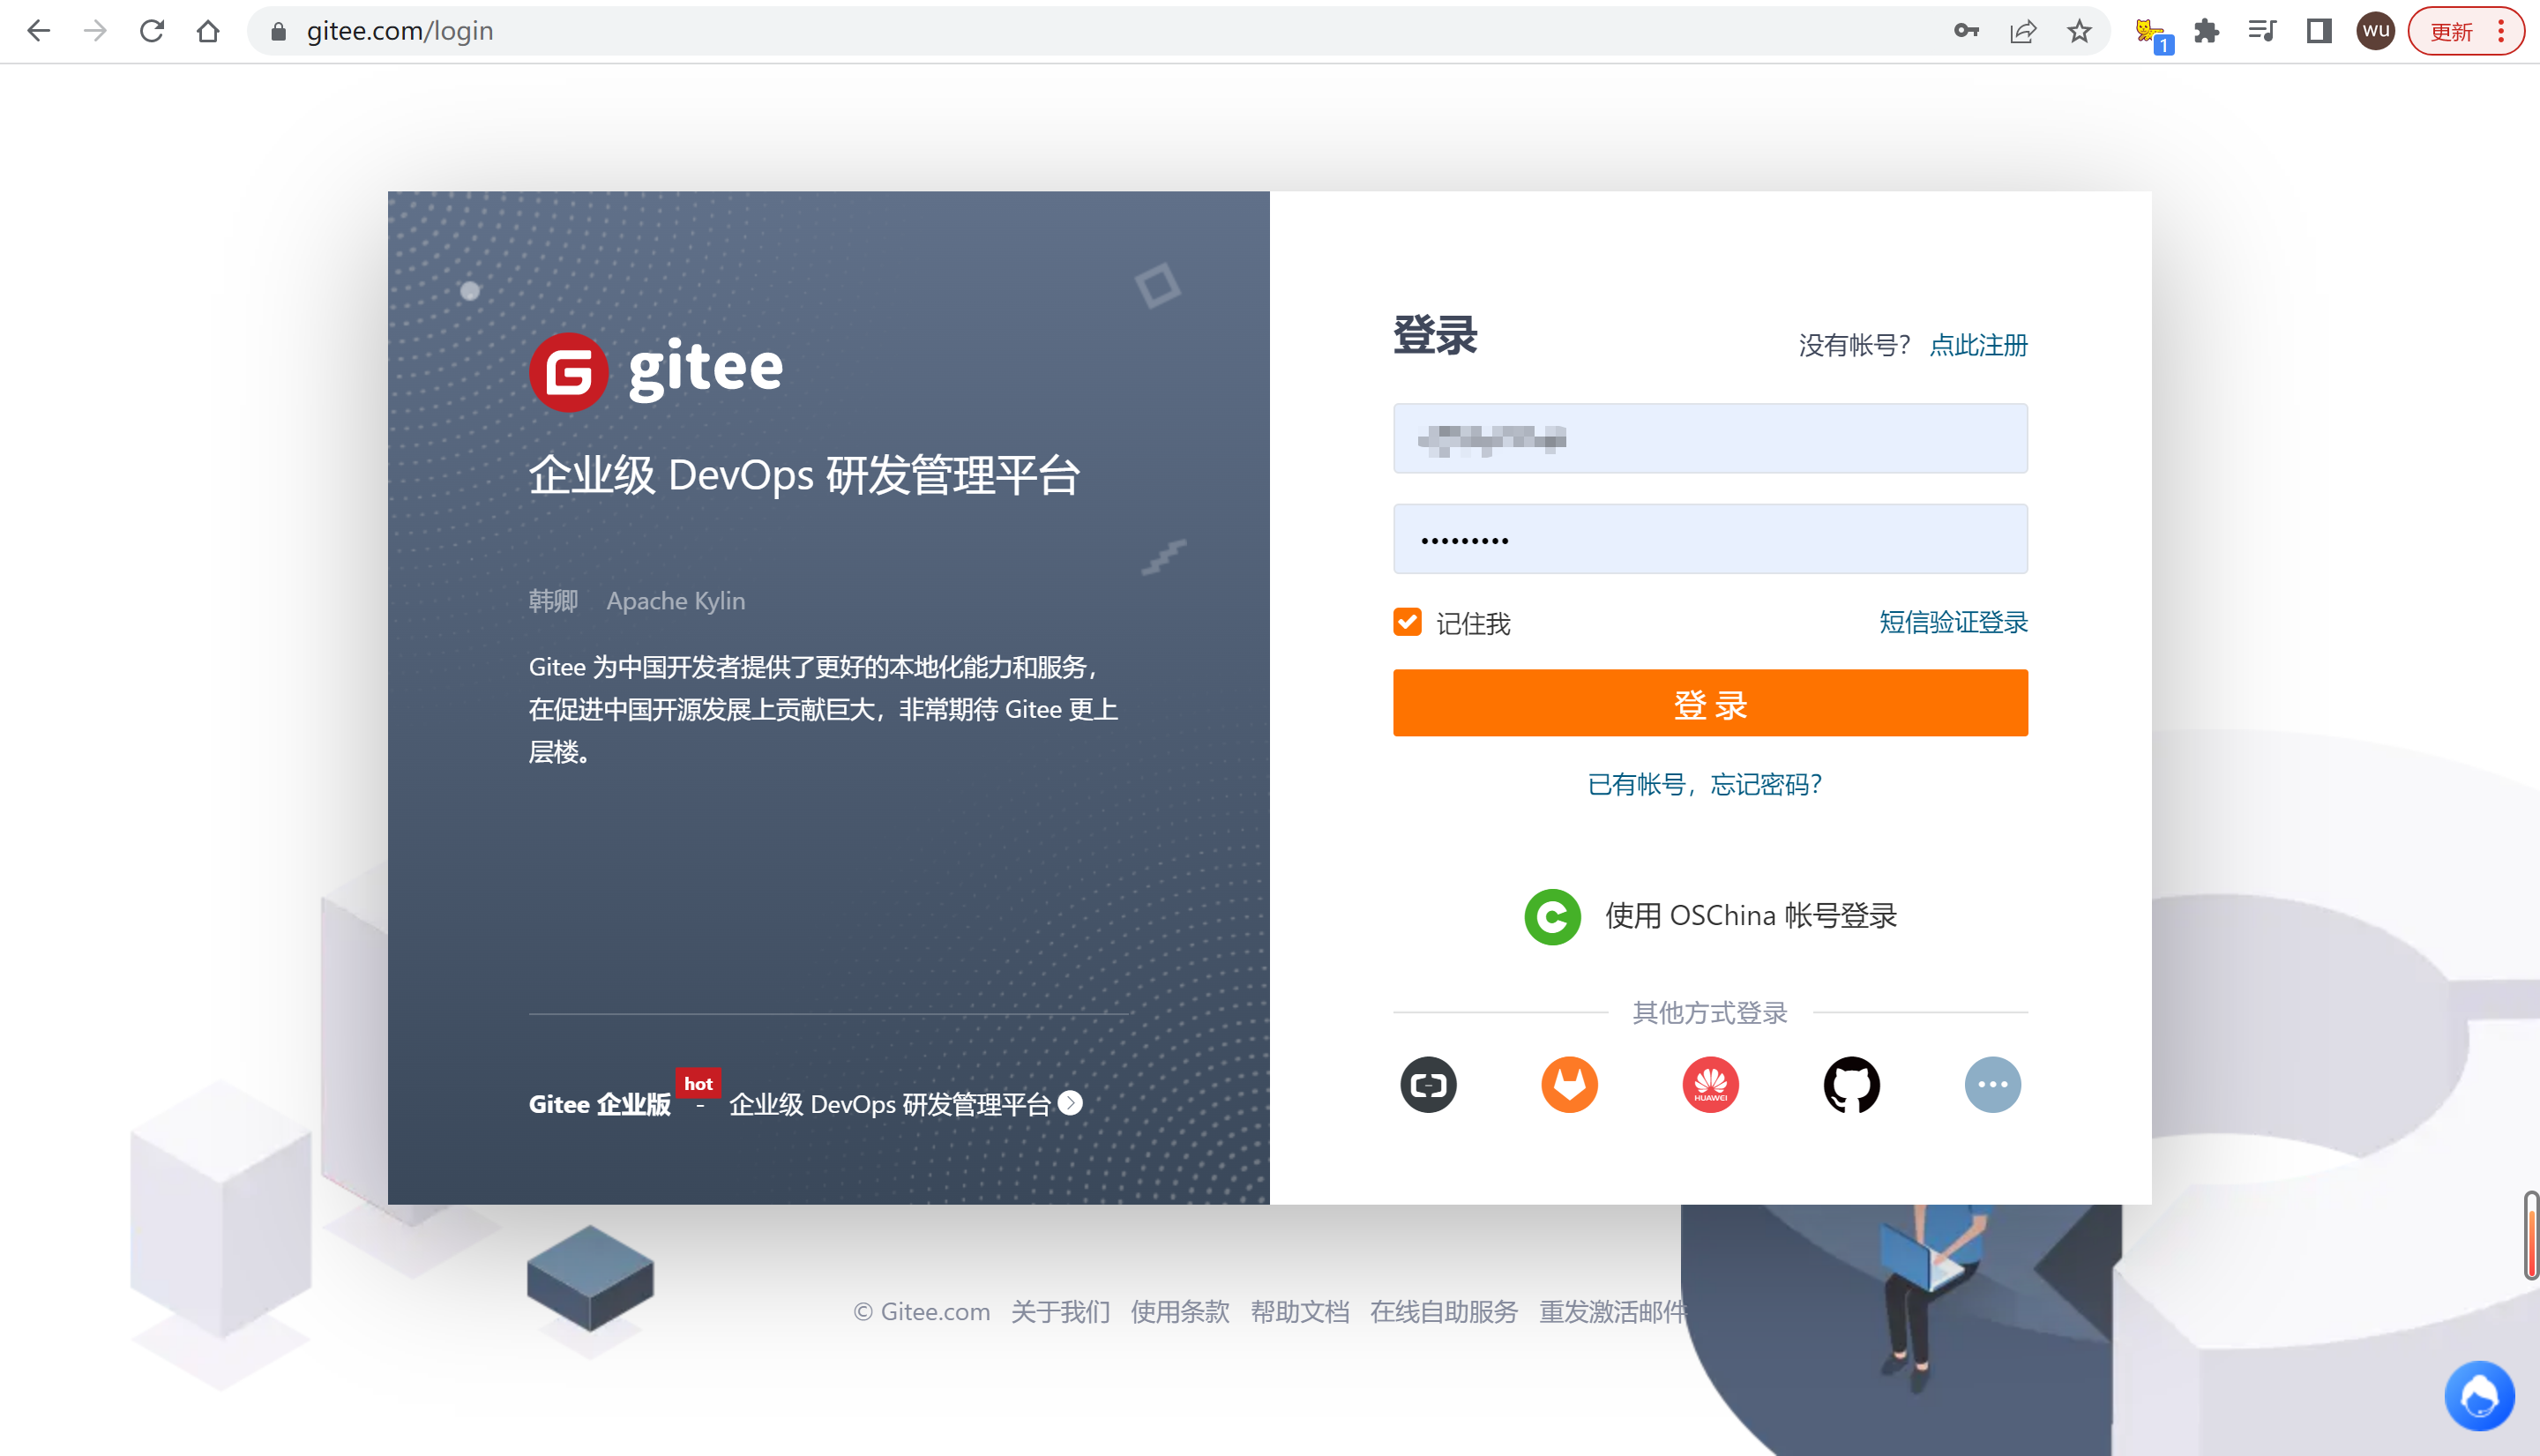 gitee.com/login
1
wu
更新
gitee
企业级 DevOps 研发管理平台
韩卿 Apache Kylin
Gitee 为中国开发者提供了更好的本地化能力和服务，
在促进中国开源发展上贡献巨大，非常期待 Gitee 更上
层楼。
hot
Gitee 企业版 - 企业级 DevOps 研发管理平台
登录
没有帐号？ 点此注册
•••••••••
记住我
短信验证登录
登 录
已有帐号，忘记密码？
使用 OSChina 帐号登录
其他方式登录
HUAWEI
© Gitee.com 关于我们 使用条款 帮助文档 在线自助服务 重发激活邮件